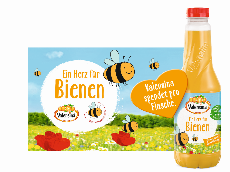 Ein Herz für
Bienen
Valensina
Valensina
spendet pro
Flasche
Valensina
Ein Herz für
Bienen